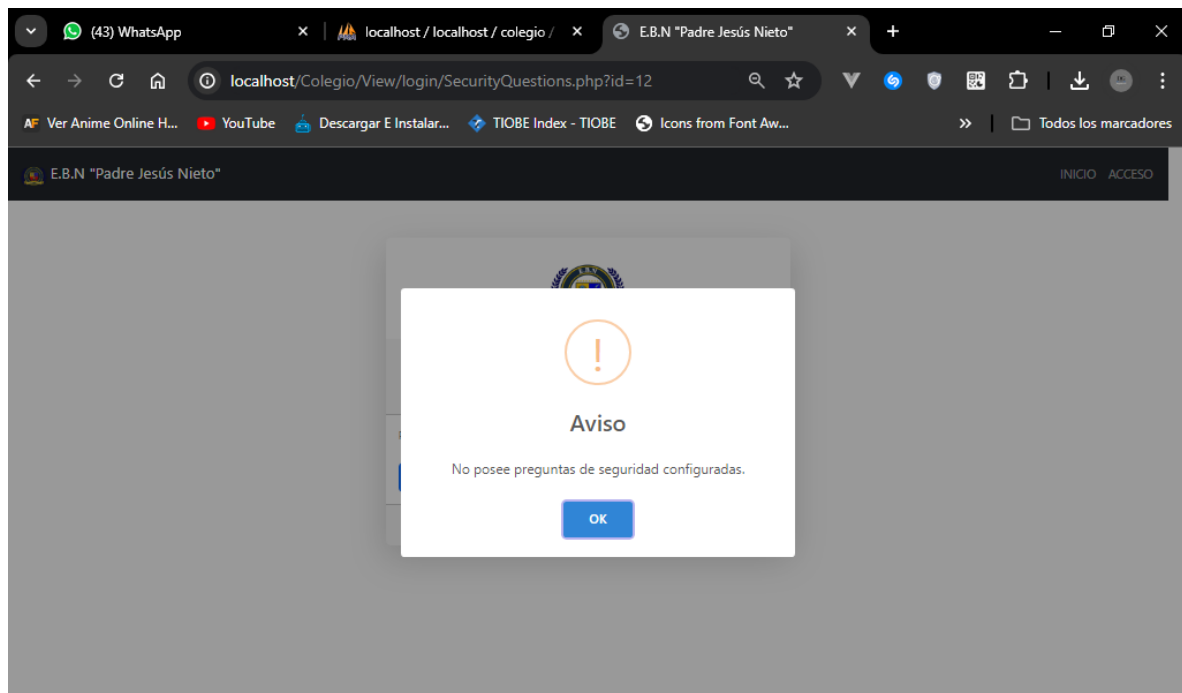 (43) WhatsApp
localhost / localhost / colegio /
E.B.N "Padre Jesús Nieto"
localhost/Colegio/View/login/SecurityQuestions.php?id=12
AF Ver Anime Online H...
YouTube
Descargar E Instalar...
TIOBE Index - TIOBE
Icons from Font Aw...
»
Todos los marcadores
E.B.N "Padre Jesús Nieto"
INICIO
ACCESO
E.B.N
!
Aviso
No posee preguntas de seguridad configuradas.
OK